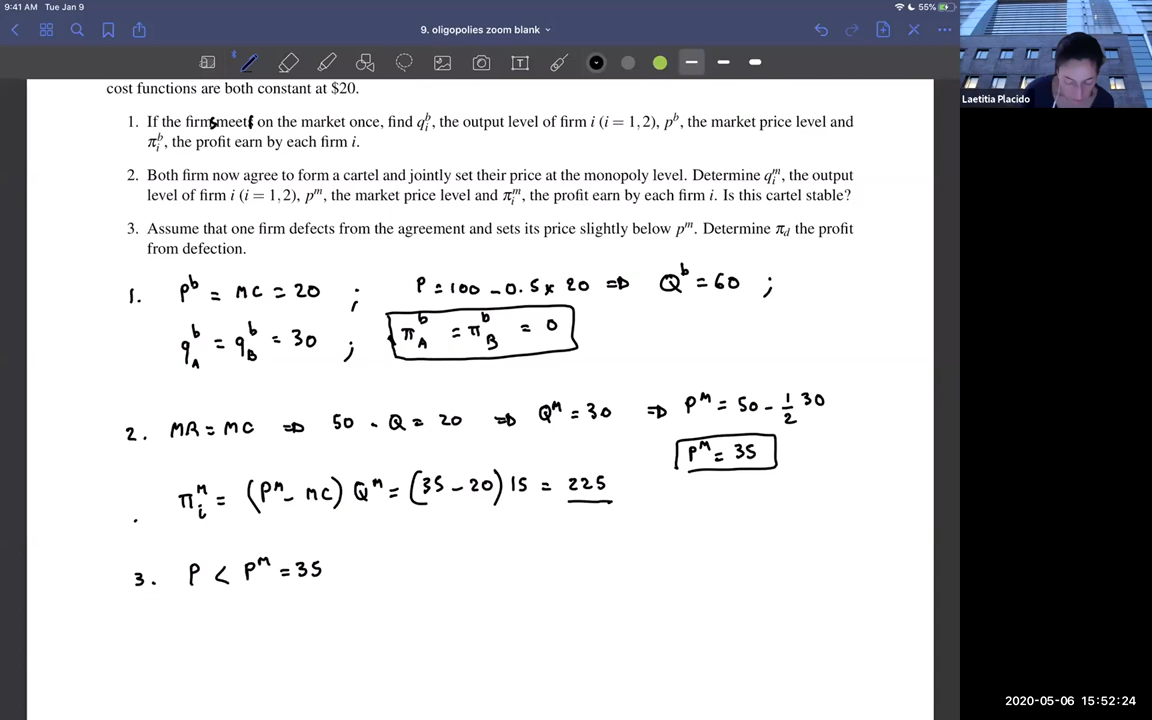 9:41 AM Tue Jan 9
55%
9. oligopolies zoom blank
cost functions are both constant at $20.
1. If the firms meet on the market once, find q_i^b, the output level of firm i (i = 1,2), p^b, the market price level and
π_i^b, the profit earn by each firm i.
2. Both firm now agree to form a cartel and jointly set their price at the monopoly level. Determine q_i^m, the output
level of firm i (i = 1,2), p^m, the market price level and π_i^m, the profit earn by each firm i. Is this cartel stable?
3. Assume that one firm defects from the agreement and sets its price slightly below p^m. Determine π_d the profit
from defection.
1. P^b = MC = 20 ; P = 100 - 0.5 × 20 ⇒ Q^b = 60 ;
q_A^b = q_B^b = 30 ; π_A^b = π_B^b = 0
2. MR = MC ⇒ 50 - Q = 20 ⇒ Q^M = 30 ⇒ P^M = 50 - 1/2 30
P^M = 35
π_i^M = (P^M - MC) Q^M = (35 - 20) 15 = 225
3. P < P^M = 35
Laetitia Placido
2020-05-06 15:52:24